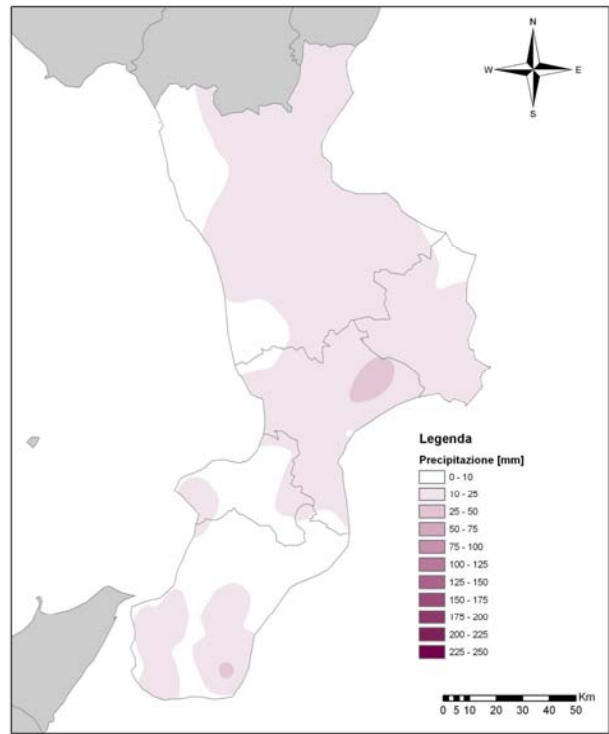 N
W E
S
Legenda
Precipitazione [mm]
0 - 10
10 - 25
25 - 50
50 - 75
75 - 100
100 - 125
125 - 150
150 - 175
175 - 200
200 - 225
225 - 250
Km
0 5 10 20 30 40 50